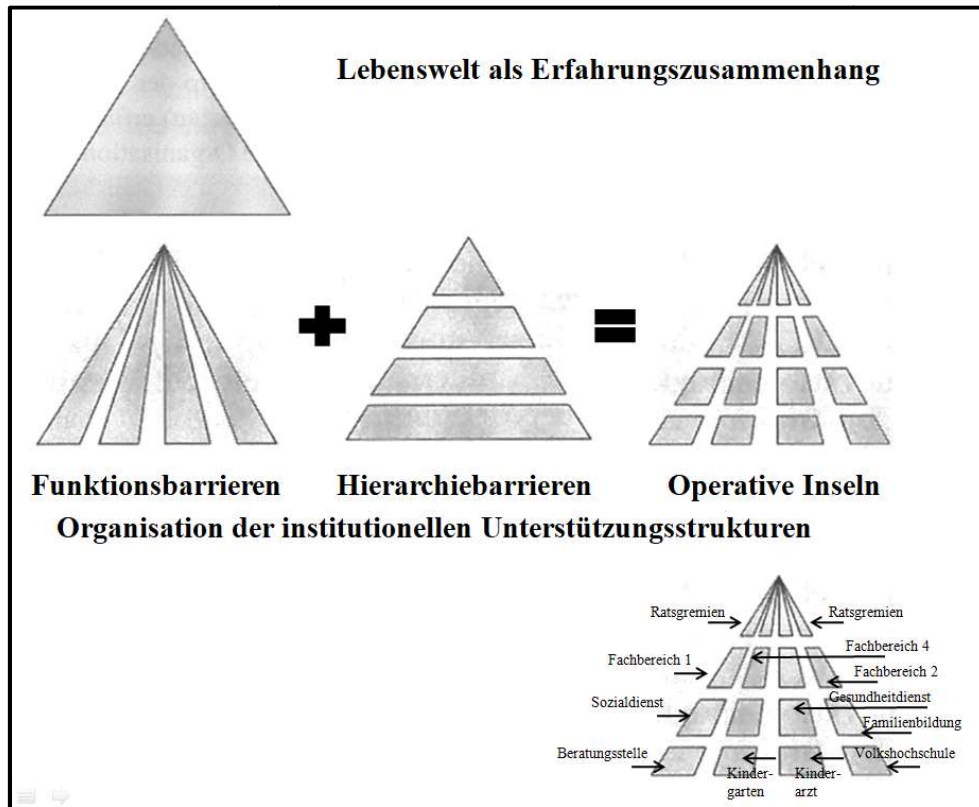 Lebenswelt als Erfahrungszusammenhang
Funktionsbarrieren
Hierarchiebarrieren
Operative Inseln
Organisation der institutionellen Unterstützungsstrukturen
Ratsgremien
Ratsgremien
Fachbereich 4
Fachbereich 1
Fachbereich 2
Gesundheitdienst
Sozialdienst
Familienbildung
Beratungsstelle
Volkshochschule
Kinder-
garten
Kinder-
arzt